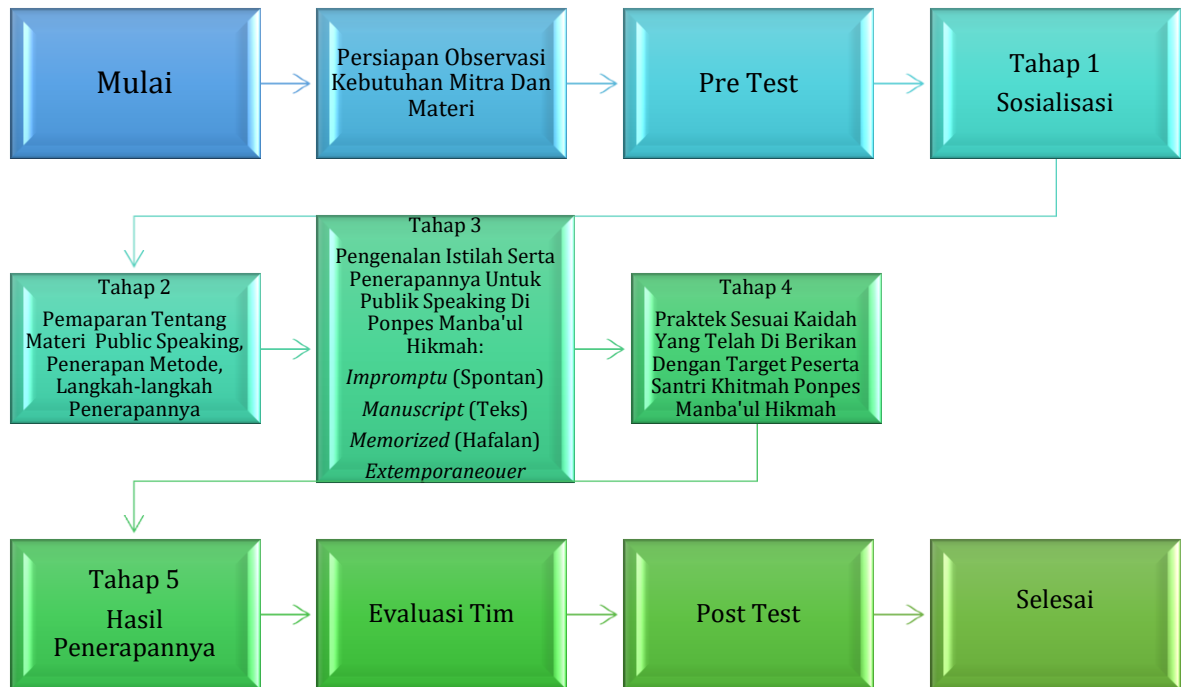 Mulai
Persiapan Observasi
Kebutuhan Mitra Dan
Materi
Pre Test
Tahap 1
Sosialisasi
Tahap 2
Pemaparan Tentang
Materi Public Speaking,
Penerapan Metode,
Langkah-langkah
Penerapannya
Tahap 3
Pengenalan Istilah Serta
Penerapannya Untuk
Publik Speaking Di
Ponpes Manba'ul
Hikmah:
Impromptu (Spontan)
Manuscript (Teks)
Memorized (Hafalan)
Extemporaneouer
Tahap 4
Praktek Sesuai Kaidah
Yang Telah Di Berikan
Dengan Target Peserta
Santri Khitmah Ponpes
Manba'ul Hikmah
Tahap 5
Hasil
Penerapannya
Evaluasi Tim
Post Test
Selesai